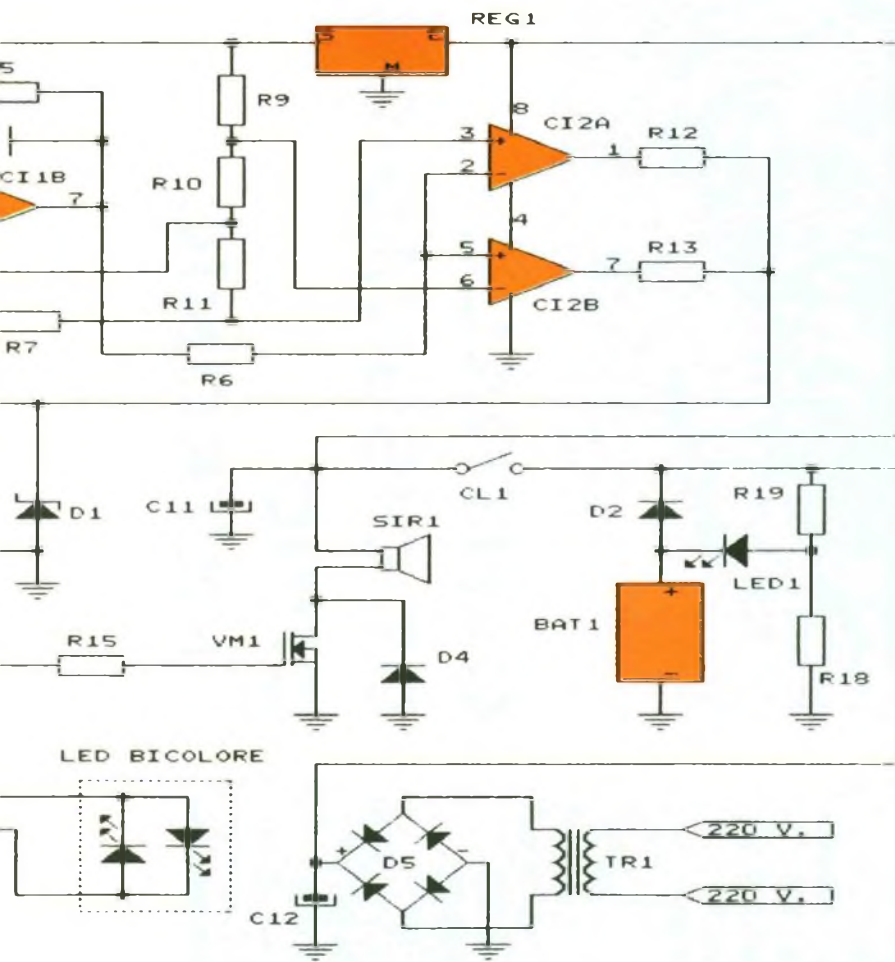 REG1
S
E
M
5
R9
8
CI2A
3
R12
1
2
CI1B
R10
7
4
R13
5
7
6
R11
CI2B
R7
R6
CL1
R19
C11
D1
D2
SIR1
LED1
+
BAT1
R15
VM1
D4
-
R18
LED BICOLORE
220 V.
+
D5
-
TR1
220 V.
C12